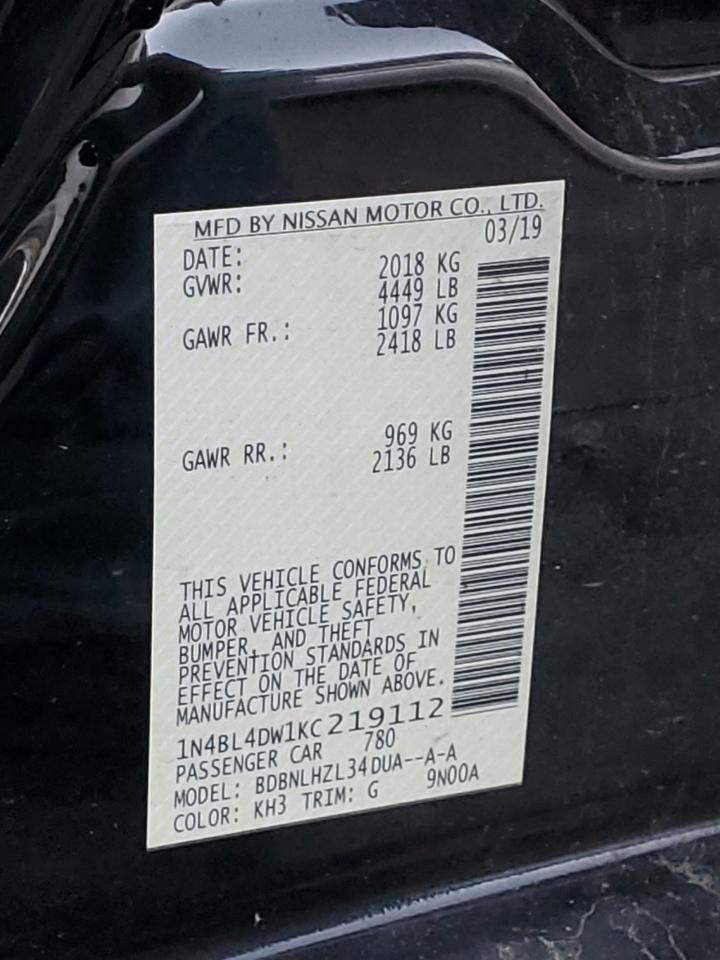 MFD BY NISSAN MOTOR CO., LTD.
DATE: 03/19
GVWR: 2018 KG
4449 LB
GAWR FR.: 1097 KG
2418 LB
GAWR RR.: 969 KG
2136 LB
THIS VEHICLE CONFORMS TO
ALL APPLICABLE FEDERAL
MOTOR VEHICLE SAFETY,
BUMPER, AND THEFT
PREVENTION STANDARDS IN
EFFECT ON THE DATE OF
MANUFACTURE SHOWN ABOVE.
1N4BL4DW1KC219112
PASSENGER CAR 780
MODEL: BDBNLHZL34DUA--A-A
COLOR: KH3 TRIM: G 9N00A